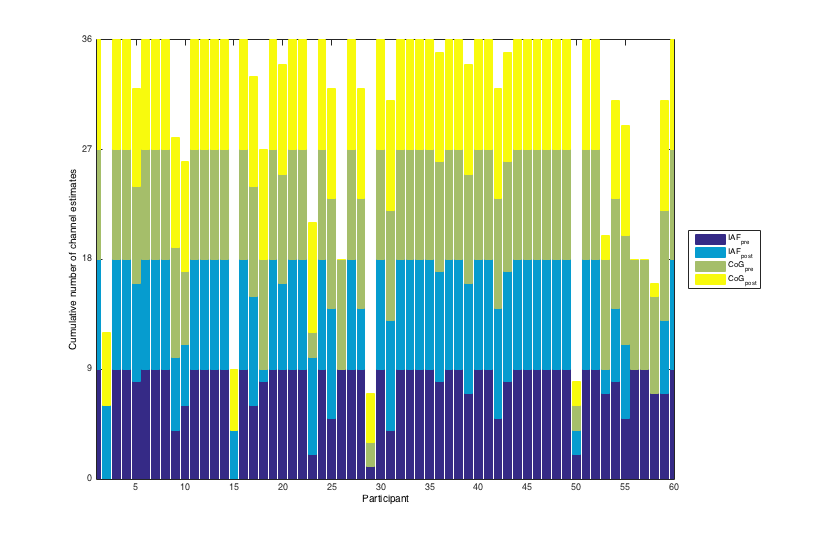 36
27
18
9
0
Cumulative number of channel estimates
5 10 15 20 25 30 35 40 45 50 55 60
Participant
IAFpre
IAFpost
CoGpre
CoGpost